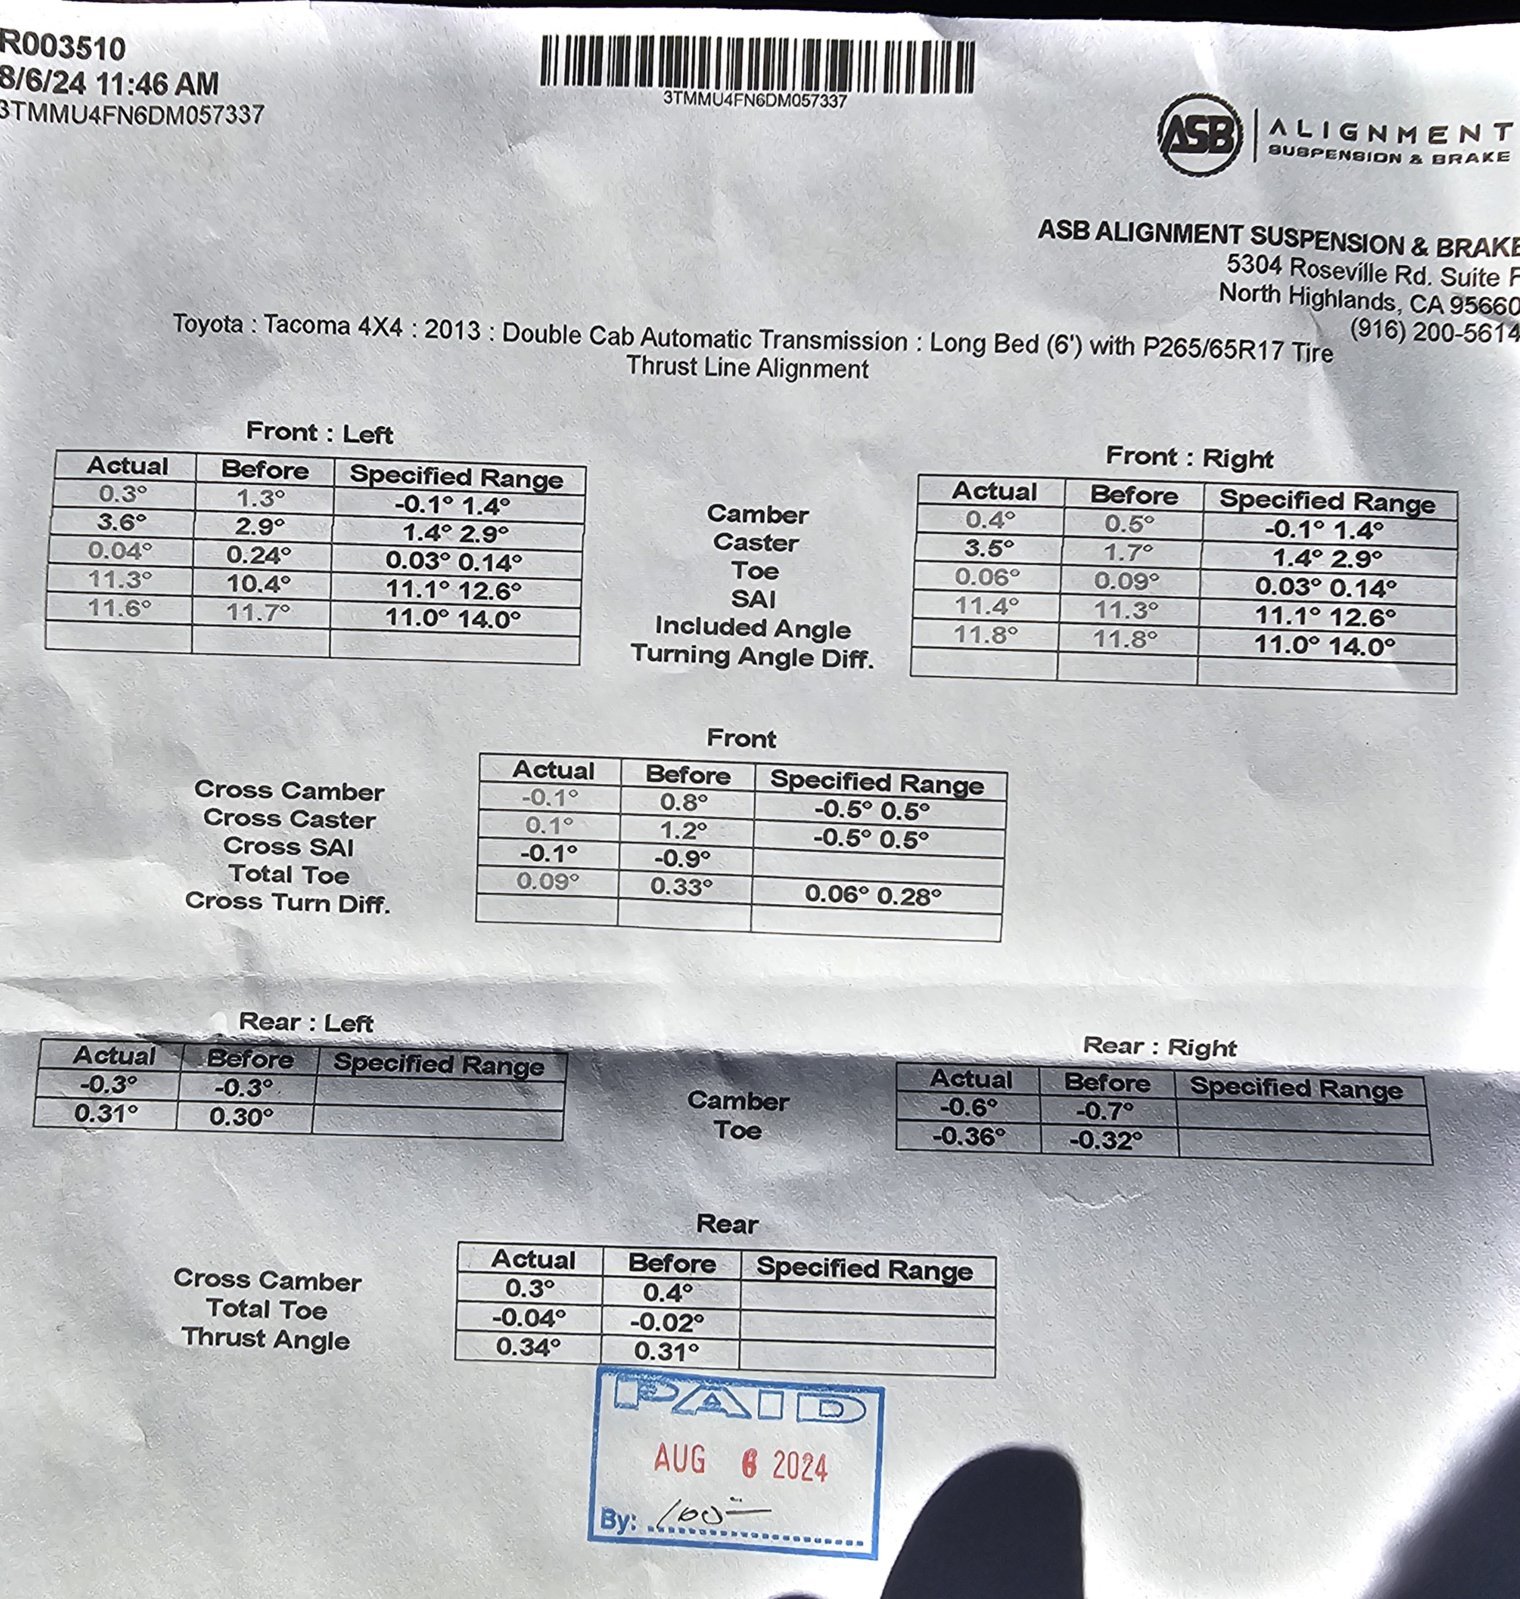 R003510
8/6/24 11:46 AM
3TMMU4FN6DM057337
3TMMU4FN6DM057337
ASB ALIGNMENT
SUSPENSION & BRAKE
ASB ALIGNMENT SUSPENSION & BRAKE
5304 Roseville Rd. Suite F
North Highlands, CA 95660
(916) 200-5614
Toyota : Tacoma 4X4 : 2013 : Double Cab Automatic Transmission : Long Bed (6') with P265/65R17 Tire
Thrust Line Alignment
Front : Left
Actual Before Specified Range
0.3° 1.3° -0.1° 1.4°
3.6° 2.9° 1.4° 2.9°
0.04° 0.24° 0.03° 0.14°
11.3° 10.4° 11.1° 12.6°
11.6° 11.7° 11.0° 14.0°
Camber
Caster
Toe
SAI
Included Angle
Turning Angle Diff.
Front : Right
Actual Before Specified Range
0.4° 0.5° -0.1° 1.4°
3.5° 1.7° 1.4° 2.9°
0.06° 0.09° 0.03° 0.14°
11.4° 11.3° 11.1° 12.6°
11.8° 11.8° 11.0° 14.0°
Front
Actual Before Specified Range
Cross Camber -0.1° 0.8° -0.5° 0.5°
Cross Caster 0.1° 1.2° -0.5° 0.5°
Cross SAI -0.1° -0.9°
Total Toe 0.09° 0.33° 0.06° 0.28°
Cross Turn Diff.
Rear : Left
Actual Before Specified Range
-0.3° -0.3°
0.31° 0.30°
Camber
Toe
Rear : Right
Actual Before Specified Range
-0.6° -0.7°
-0.36° -0.32°
Rear
Actual Before Specified Range
Cross Camber 0.3° 0.4°
Total Toe -0.04° -0.02°
Thrust Angle 0.34° 0.31°
PAID
AUG 6 2024
By: 100